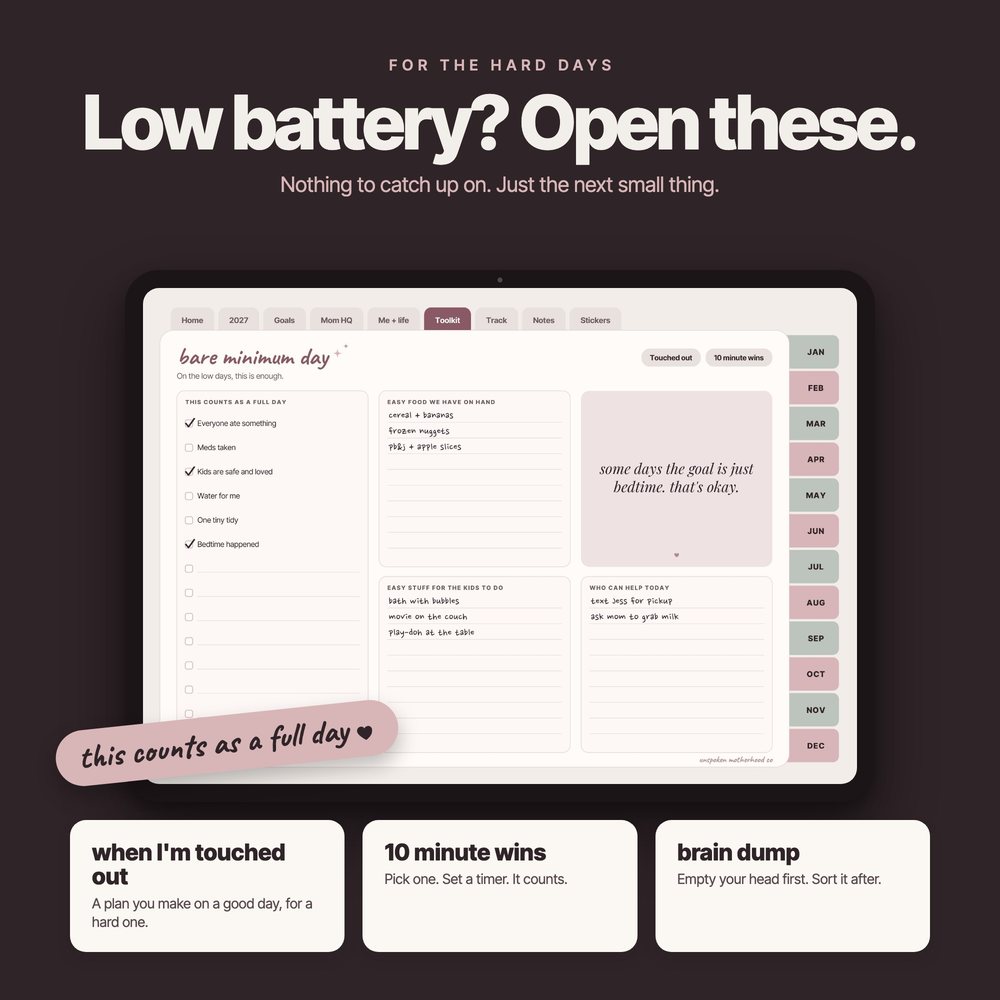 FOR THE HARD DAYS
Low battery? Open these.
Nothing to catch up on. Just the next small thing.
Home
2027
Goals
Mom HQ
Me + life
Toolkit
Track
Notes
Stickers
bare minimum day
On the low days, this is enough.
Touched out
10 minute wins
THIS COUNTS AS A FULL DAY
Everyone ate something
Meds taken
Kids are safe and loved
Water for me
One tiny tidy
Bedtime happened
EASY FOOD WE HAVE ON HAND
cereal + bananas
frozen nuggets
pb&j + apple slices
some days the goal is just
bedtime. that's okay.
EASY STUFF FOR THE KIDS TO DO
bath with bubbles
movie on the couch
play-doh at the table
WHO CAN HELP TODAY
text Jess for pickup
ask mom to grab milk
unspoken motherhood co
JAN
FEB
MAR
APR
MAY
JUN
JUL
AUG
SEP
OCT
NOV
DEC
this counts as a full day ♥
when I'm touched
out
A plan you make on a good day, for a
hard one.
10 minute wins
Pick one. Set a timer. It counts.
brain dump
Empty your head first. Sort it after.